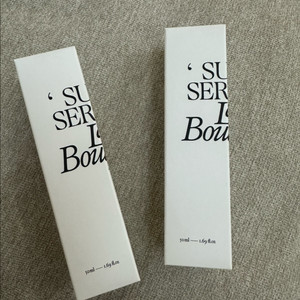 ‘ SU
SER
Bou
50ml — 1.69 fl.oz
‘ SU
SER
Bou
50ml — 1.69 fl.oz